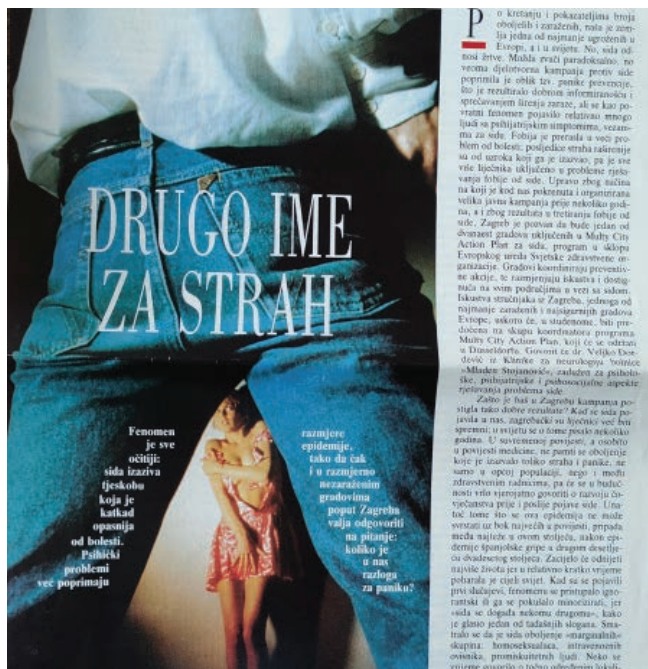 DRUGO IME
ZA STRAH
Fenomen
je sve
očitiji:
sida izaziva
tjeskobu
koja je
katkad
opasnija
od bolesti.
Psihički
problemi
već poprimaju
razmjere
epidemije,
tako da čak
i u razmjerno
nezaraženim
gradovima
poput Zagreba
valja odgovoriti
na pitanje:
koliko je
u nas
razloga
za paniku?
Po kretanju i pokazateljima broja
oboljelih i zaraženih, naša je zem-
lja jedna od najmanje ugroženih u
Evropi, a i u svijetu. No, sida od-
nosi žrtve. Možda zvuči paradoksalno, no
veoma djelotvorna kampanja protiv side
poprimila je oblik tzv. panike prevencije,
što je rezultiralo dobrom informiranošću i
sprečavanjem širenja zaraze, ali se kao po-
vratni fenomen pojavilo relativno mnogo
ljudi sa psihijatrijskim simptomima, vezani-
ma za sidu. Fobija je prerasla u veći pro-
blem od bolesti; posljedice straha raširenije
su od uzroka koji ga je izazvao, pa je sve
više liječnika uključeno u probleme rješa-
vanja fobije od side. Upravo zbog načina
na koji je kod nas pokrenuta i organizirana
velika javna kampanja prije nekoliko godi-
na, a i zbog rezultata u tretiranju fobije od
side, Zagreb je pozvan da bude jedan od
dvanaest gradova uključenih u Multy City
Action Plan za sidu, program u sklopu
Evropskog ureda Svjetske zdravstvene or-
ganizacije. Gradovi koordiniraju preventiv-
ne akcije, te razmjenjuju iskustva i dostig-
nuća na svim područjima u vezi sa sidom.
Iskustva stručnjaka iz Zagreba, jednoga od
najmanje zaraženih i najsigurnijih gradova
Evrope, uskoro će, u studenome, biti pre-
dočena na skupu koordinatora programa
Multy City Action Plan, koji će se održati
u Düsseldorfu. Govorit će dr. Veljko Đor-
đević iz Klinike za neurologiju bolnice
»Mladen Stojanović«, zadužen za psiholo-
ške, psihijatrijske i psihosocijalne aspekte
rješavanja problema side.
Zašto je baš u Zagrebu kampanja po-
stigla tako dobre rezultate? Kad se sida po-
javila u nas, zagrebački su liječnici već bili
spremni; u svijetu se o tome pisalo nekoliko
godina. U suvremenoj povijesti, a osobito
u povijesti medicine, ne pamti se oboljenje
koje je izazvalo toliko straha i panike, ne
samo u općoj populaciji, nego i među
zdravstvenim radnicima, pa će se u buduć-
nosti vrlo vjerojatno govoriti o razvoju čo-
vječanstva prije i poslije pojave side. Una-
toč tome što se ova epidemija ne može
svrstati uz bok najvećih u povijesti, pripada
među najteže u ovom stoljeću, nakon epi-
demije španjolske gripe u drugom desetlje-
ću dvadesetog stoljeća. Zacijelo će odnijeti
najviše života jer u relativno kratko vrijeme
poharala je cijeli svijet. Kad su se pojavili
prvi slučajevi, fenomenu se pristupalo igno-
rantski ili ga se pokušalo minorizirati, jer
»sida se događa nekomu drugomu«, kako
je glasio jedan od tadašnjih slogana. Sma-
tralo se da je sida oboljenje »marginalnih«
skupina: homoseksualaca, intravenoznih
ovisnika, promiskuitetnih ljudi. Neko se
vrijeme govorilo o točno određenim